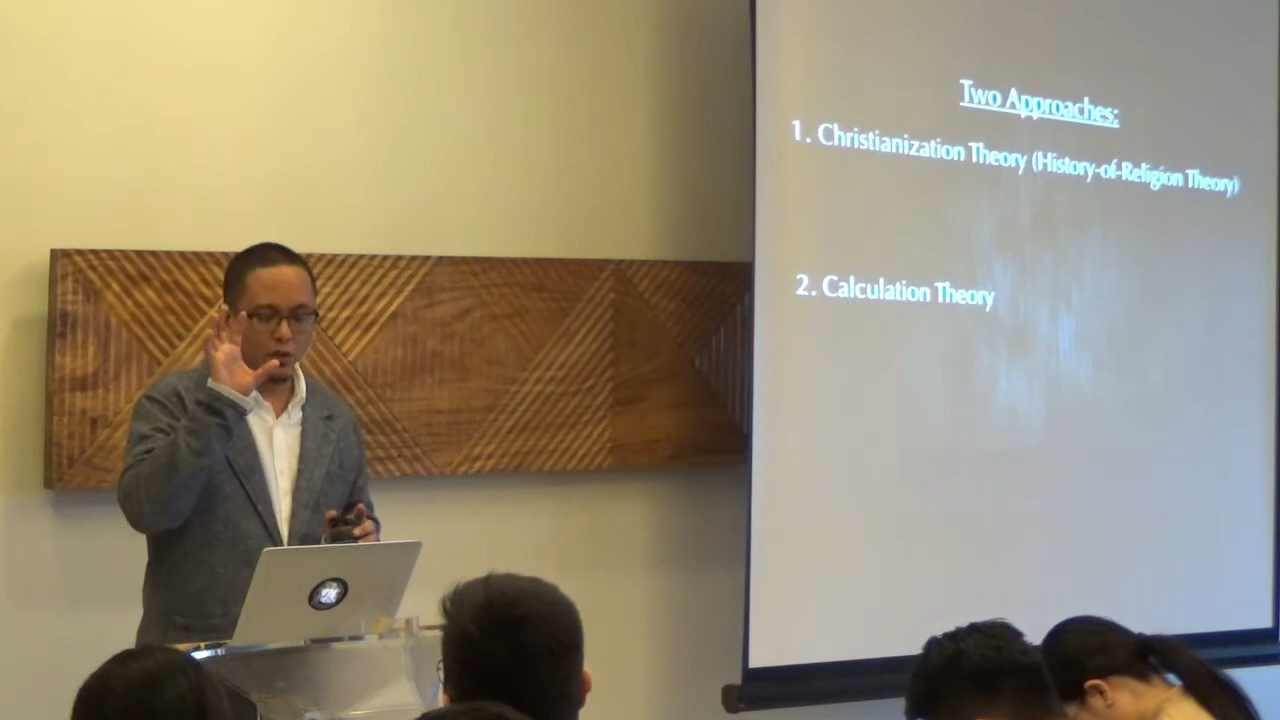 Two Approaches:
1. Christianization Theory (History-of-Religion Theory)
2. Calculation Theory